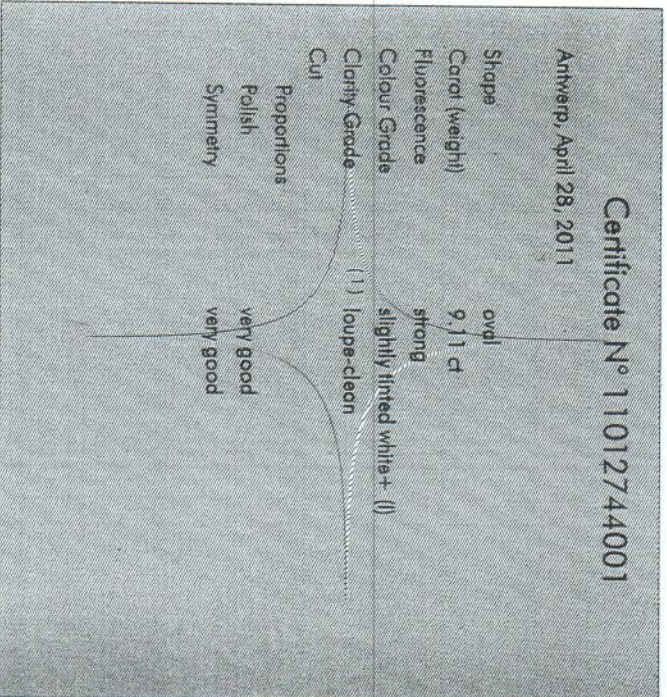 Certificate N° 11012744001
Antwerp, April 28, 2011
Shape oval
Carat (weight) 9.11 ct
Fluorescence strong
Colour Grade slightly tinted white+ (I)
Clarity Grade (1) loupe-clean
Cut
Proportions
Polish very good
Symmetry very good